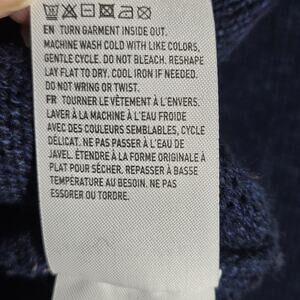 EN TURN GARMENT INSIDE OUT.
MACHINE WASH COLD WITH LIKE COLORS,
GENTLE CYCLE. DO NOT BLEACH. RESHAPE
LAY FLAT TO DRY. COOL IRON IF NEEDED.
DO NOT WRING OR TWIST.
FR TOURNER LE VÊTEMENT À L'ENVERS.
LAVER À LA MACHINE À L'EAU FROIDE
AVEC DES COULEURS SEMBLABLES, CYCLE
DÉLICAT. NE PAS PASSER À L'EAU DE
JAVEL. ÉTENDRE À LA FORME ORIGINALE À
PLAT POUR SÉCHER. REPASSER À BASSE
TEMPÉRATURE AU BESOIN. NE PAS
ESSORER OU TORDRE.